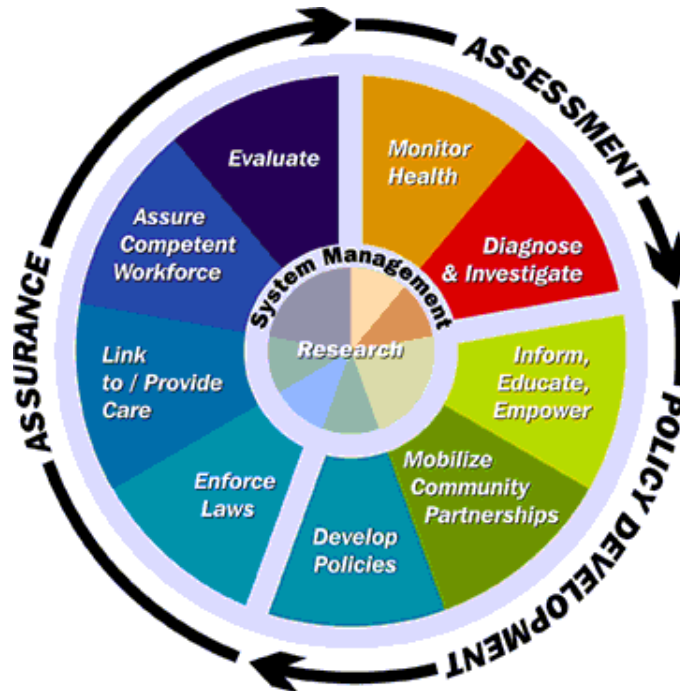 ASSESSMENT
Monitor
Health
Diagnose
& Investigate
POLICY DEVELOPMENT
Inform,
Educate,
Empower
Mobilize
Community
Partnerships
Develop
Policies
ASSURANCE
Enforce
Laws
Link
to / Provide
Care
Assure
Competent
Workforce
Evaluate
System Management
Research